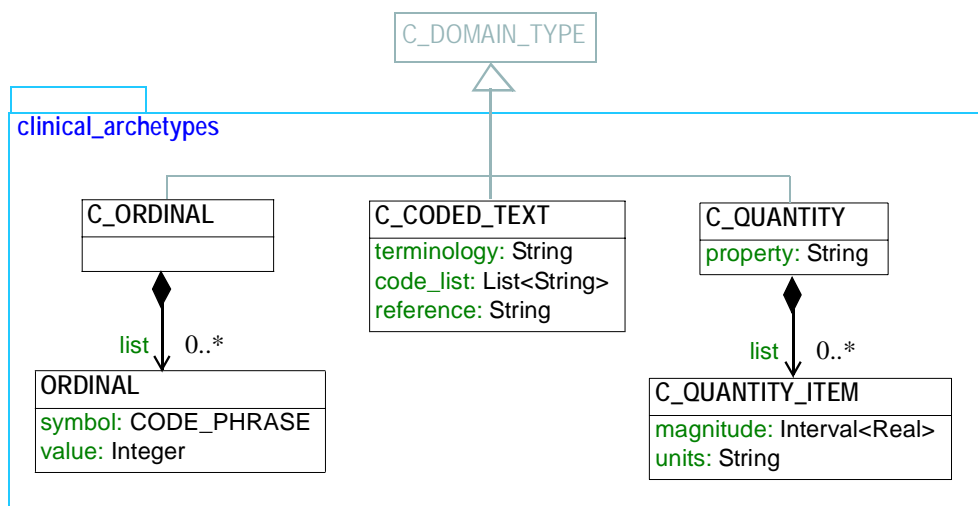 C_DOMAIN_TYPE
clinical_archetypes
C_ORDINAL
C_CODED_TEXT
terminology: String
code_list: List<String>
reference: String
C_QUANTITY
property: String
list 0..*
list 0..*
ORDINAL
symbol: CODE_PHRASE
value: Integer
C_QUANTITY_ITEM
magnitude: Interval<Real>
units: String